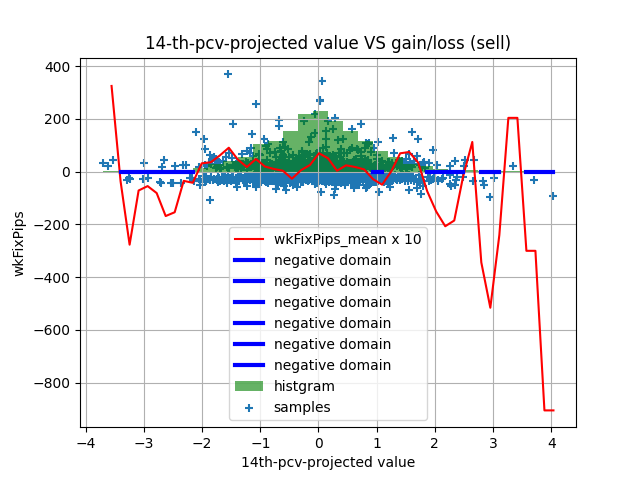 14-th-pcv-projected value VS gain/loss (sell)
400
200
0
−200
−400
−600
−800
wkFixPips
wkFixPips_mean x 10
negative domain
negative domain
negative domain
negative domain
negative domain
negative domain
histgram
samples
−4 −3 −2 −1 0 1 2 3 4
14th-pcv-projected value